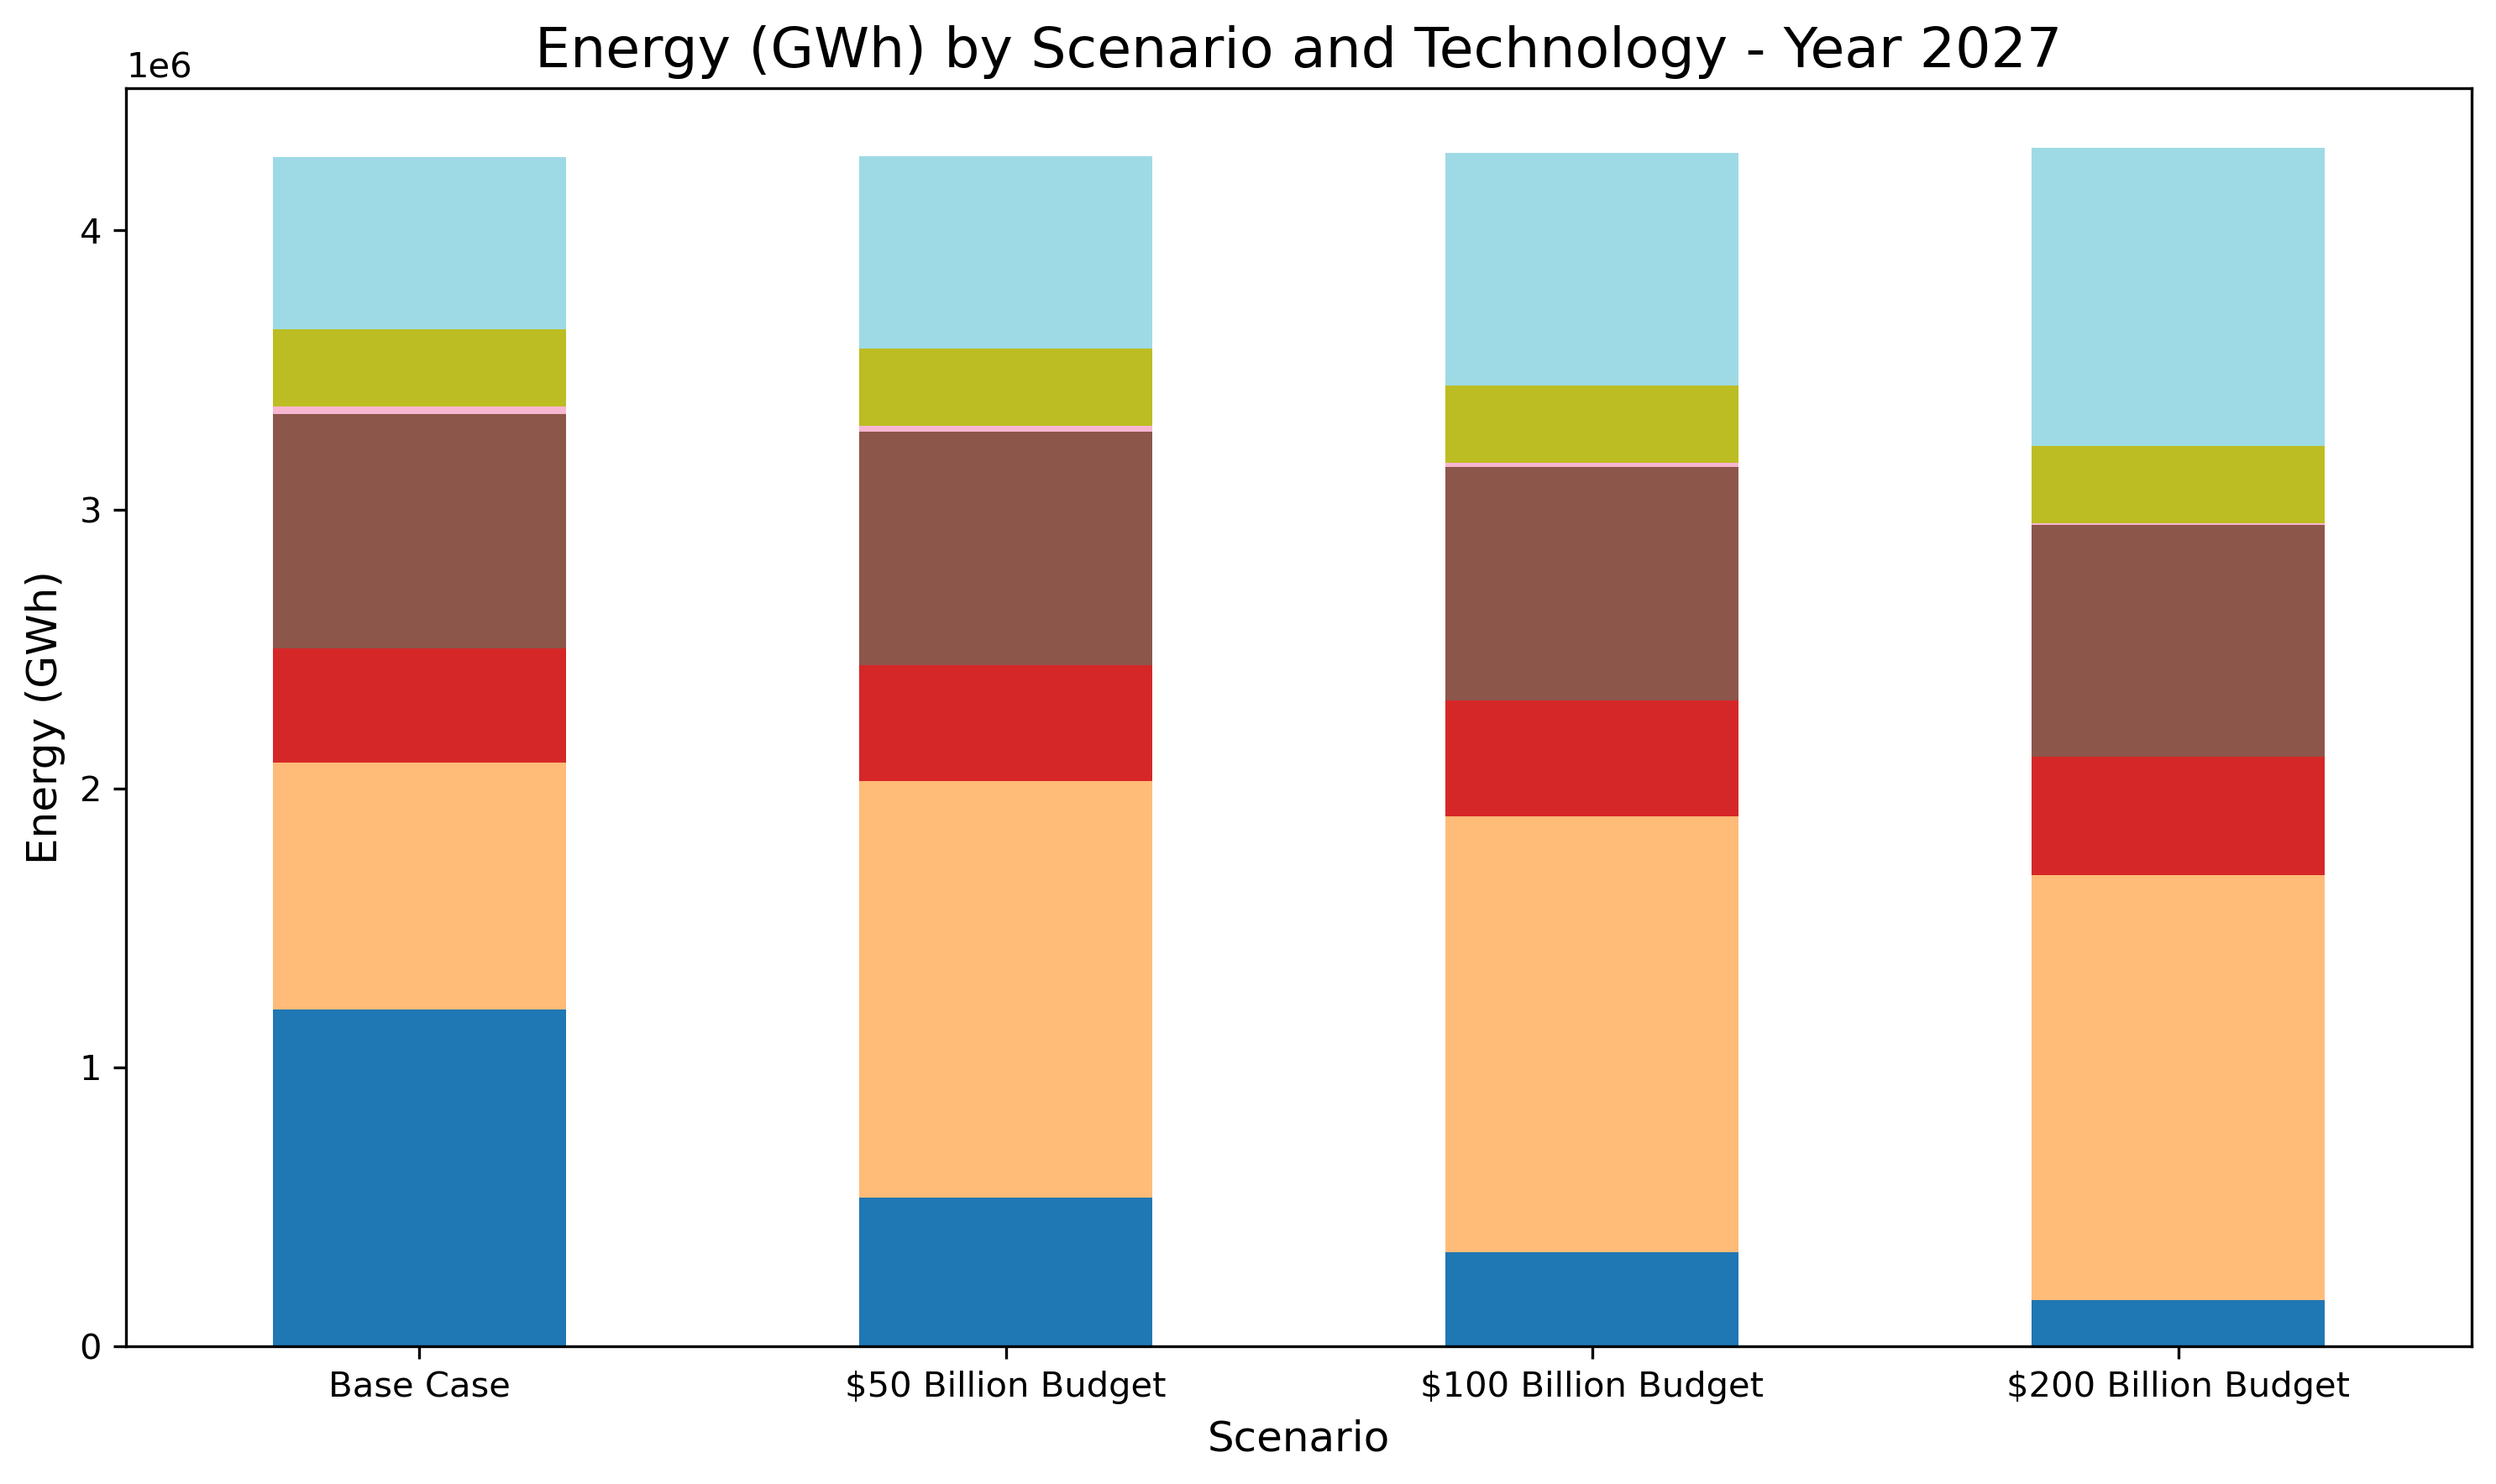 Energy (GWh) by Scenario and Technology - Year 2027
1e6
4
3
2
1
0
Energy (GWh)
Base Case
$50 Billion Budget
$100 Billion Budget
$200 Billion Budget
Scenario